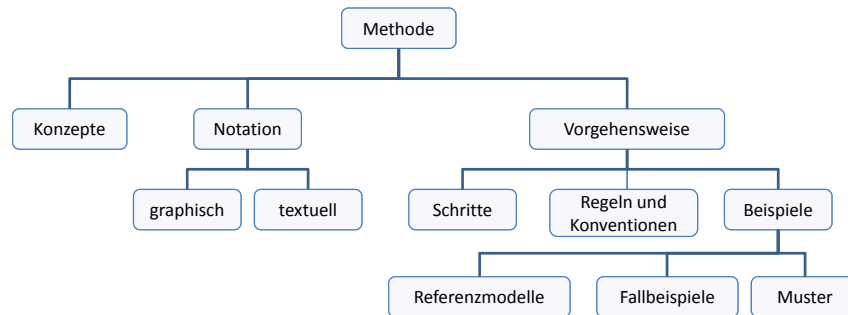 Methode
Konzepte
Notation
Vorgehensweise
graphisch
textuell
Schritte
Regeln und
Konventionen
Beispiele
Referenzmodelle
Fallbeispiele
Muster